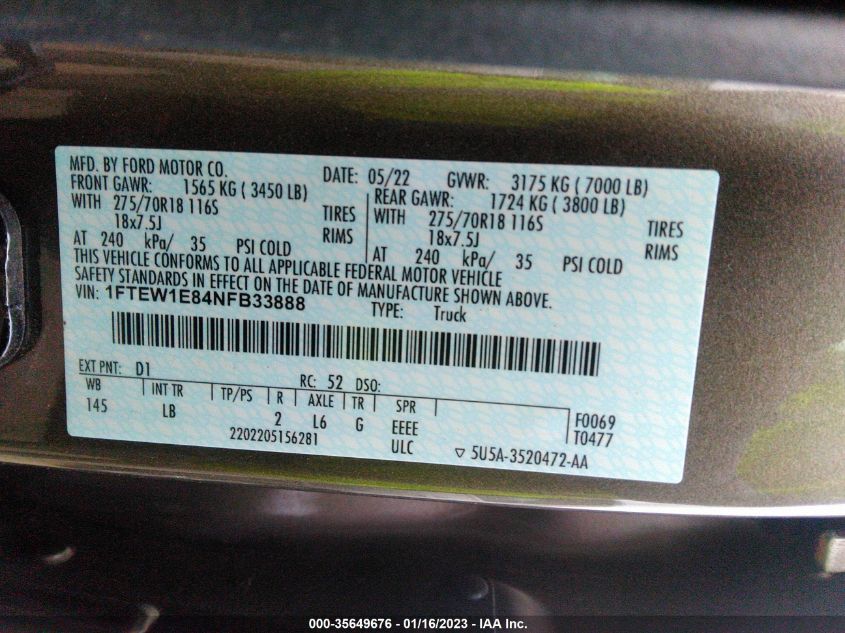 MFD. BY FORD MOTOR CO. DATE: 05/22 GVWR: 3175 KG ( 7000 LB)
FRONT GAWR: 1565 KG ( 3450 LB) REAR GAWR: 1724 KG ( 3800 LB)
WITH 275/70R18 116S TIRES WITH 275/70R18 116S TIRES
18x7.5J RIMS 18x7.5J RIMS
AT 240 kPa/ 35 PSI COLD AT 240 kPa/ 35 PSI COLD
THIS VEHICLE CONFORMS TO ALL APPLICABLE FEDERAL MOTOR VEHICLE
SAFETY STANDARDS IN EFFECT ON THE DATE OF MANUFACTURE SHOWN ABOVE.
VIN: 1FTEW1E84NFB33888 TYPE: Truck
EXT PNT: D1 RC: 52 DSO:
WB INT TR TP/PS R AXLE TR SPR
145 LB 2 L6 G EEEE F0069
2202205156281 ULC T0477
5U5A-3520472-AA
000-35649676 - 01/16/2023 - IAA Inc.